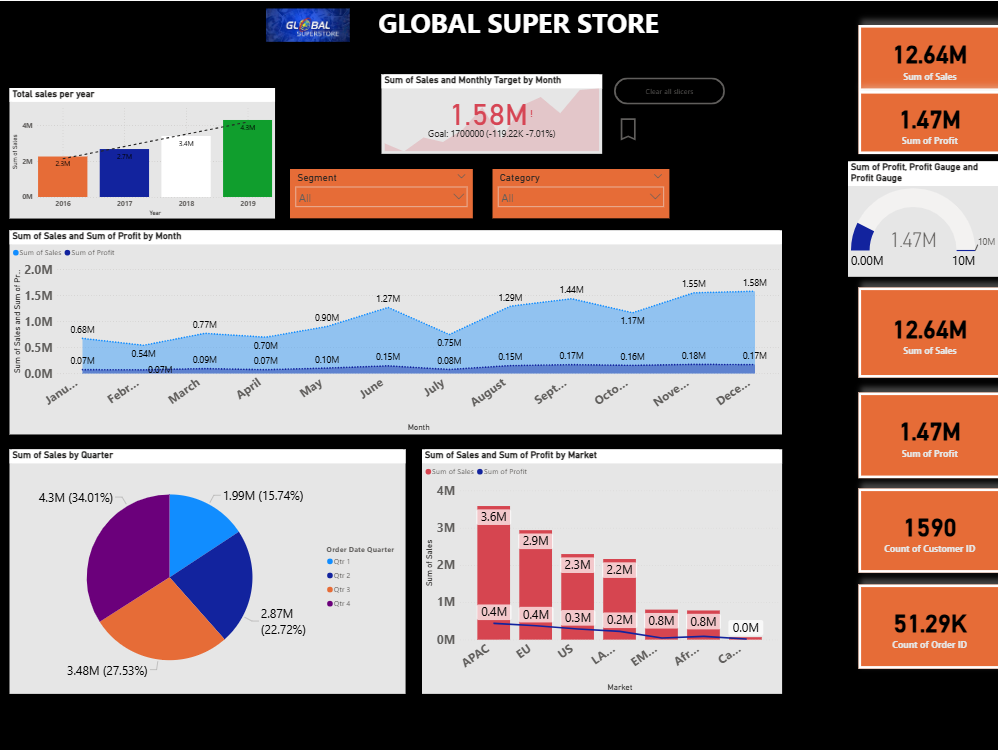 GLOBAL
SUPERSTORE
GLOBAL SUPER STORE
12.64M
Sum of Sales
1.47M
Sum of Profit
Total sales per year
Sum of Sales
4M
2M
0M
2.3M
2.7M
3.4M
4.3M
2016
2017
2018
2019
Year
Sum of Sales and Monthly Target by Month
1.58M!
Goal: 1700000 (-119.22K -7.01%)
Clear all slicers
Segment
All
Category
All
Sum of Profit, Profit Gauge and
Profit Gauge
1.47M
10M
0.00M
10M
Sum of Sales and Sum of Profit by Month
Sum of Sales
Sum of Profit
Sum of Sales and Sum of Pr...
2.0M
1.5M
1.0M
0.5M
0.0M
0.68M
0.54M
0.77M
0.70M
0.90M
1.27M
0.75M
1.29M
1.44M
1.17M
1.55M
1.58M
0.07M
0.07M
0.09M
0.07M
0.10M
0.15M
0.08M
0.15M
0.17M
0.16M
0.18M
0.17M
Janu...
Febr...
March
April
May
June
July
August
Sept...
Octo...
Nove...
Dece...
Month
12.64M
Sum of Sales
1.47M
Sum of Profit
1590
Count of Customer ID
51.29K
Count of Order ID
Sum of Sales by Quarter
4.3M (34.01%)
1.99M (15.74%)
2.87M
(22.72%)
3.48M (27.53%)
Order Date Quarter
Qtr 1
Qtr 2
Qtr 3
Qtr 4
Sum of Sales and Sum of Profit by Market
Sum of Sales
Sum of Profit
Sum of Sales
4M
3M
2M
1M
0M
3.6M
2.9M
2.3M
2.2M
0.8M
0.8M
0.0M
0.4M
0.4M
0.3M
0.2M
APAC
EU
US
LA...
EM...
Afr...
Ca...
Market